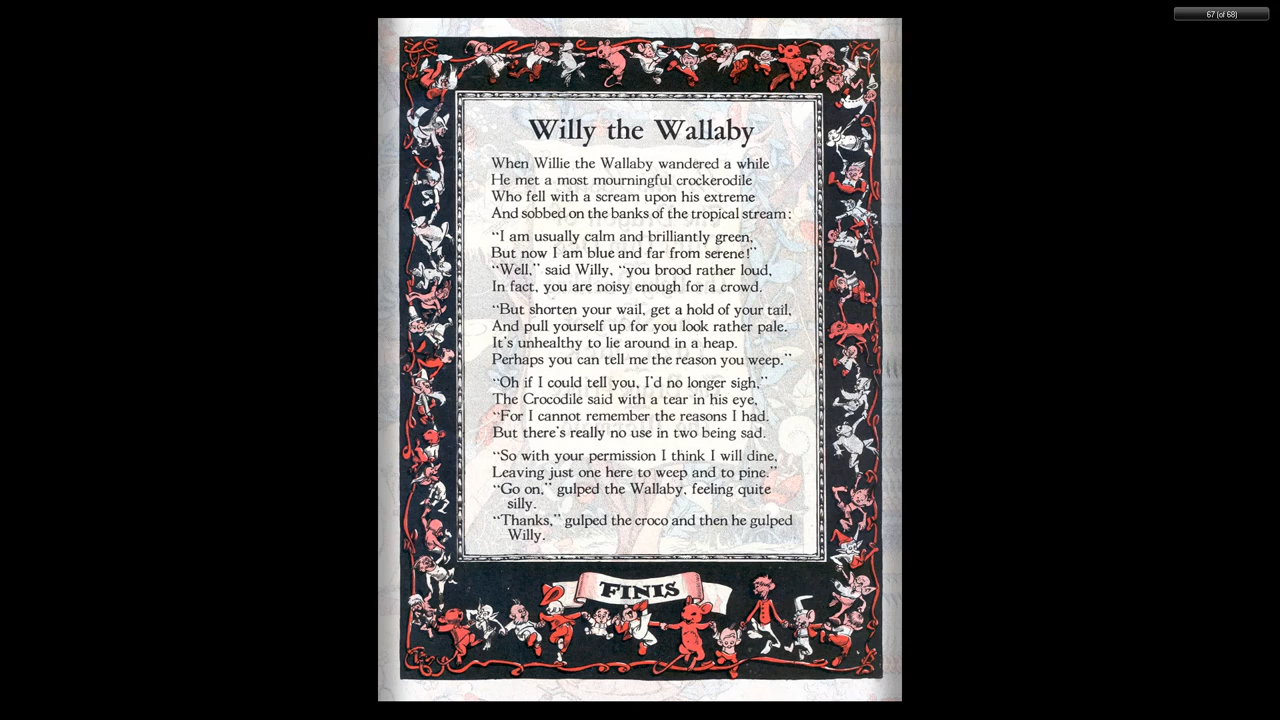 67 (of 68)
Willy the Wallaby
When Willie the Wallaby wandered a while
He met a most mourningful crockerodile
Who fell with a scream upon his extreme
And sobbed on the banks of the tropical stream:
“I am usually calm and brilliantly green,
But now I am blue and far from serene!”
“Well,” said Willy, “you brood rather loud,
In fact, you are noisy enough for a crowd.
“But shorten your wail, get a hold of your tail,
And pull yourself up for you look rather pale.
It's unhealthy to lie around in a heap.
Perhaps you can tell me the reason you weep.”
“Oh if I could tell you, I'd no longer sigh,”
The Crocodile said with a tear in his eye,
“For I cannot remember the reasons I had.
But there's really no use in two being sad.
“So with your permission I think I will dine,
Leaving just one here to weep and to pine.”
“Go on,” gulped the Wallaby, feeling quite
silly.
“Thanks,” gulped the croco and then he gulped
Willy.
FINIS